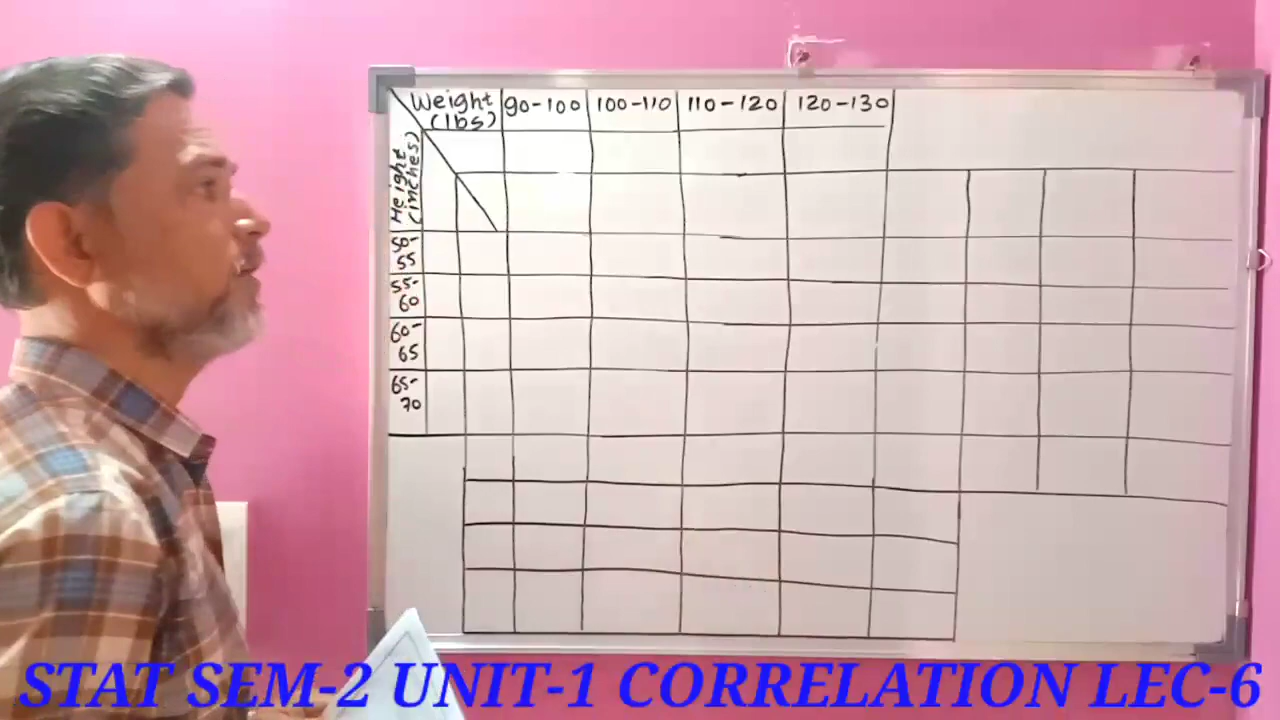 Weight 90-100 100-110 110-120 120-130
(lbs)
Height
(inches)
50-
55
55-
60
60-
65
65-
70
STAT SEM-2 UNIT-1 CORRELATION LEC-6